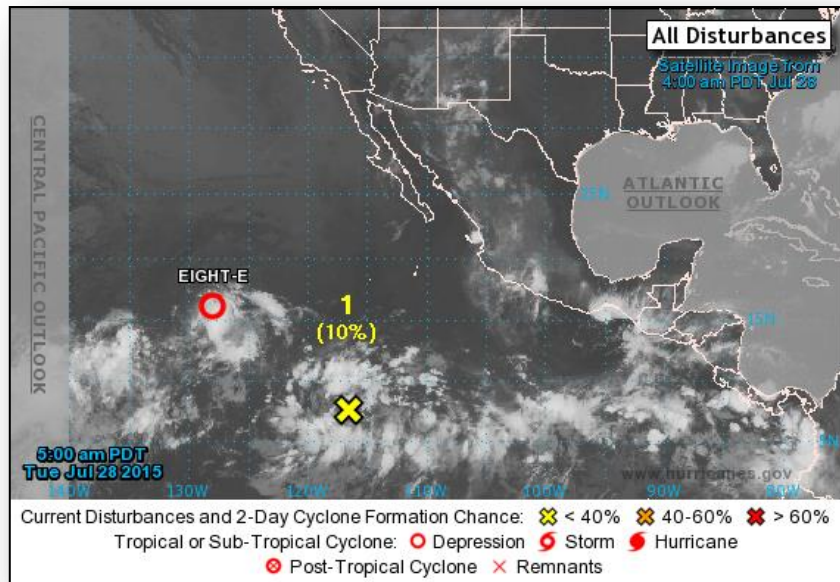 All Disturbances
Satellite Image from
4:00 am PDT Jul 28
CENTRAL PACIFIC OUTLOOK
ATLANTIC
OUTLOOK
25N
EIGHT-E
1
(10%)
15N
5N
5:00 am PDT
Tue Jul 28 2015
www.hurricanes.gov
140W 130W 120W 110W 100W 90W 80W
Current Disturbances and 2-Day Cyclone Formation Chance: < 40% 40-60% > 60%
Tropical or Sub-Tropical Cyclone: Depression Storm Hurricane
Post-Tropical Cyclone Remnants